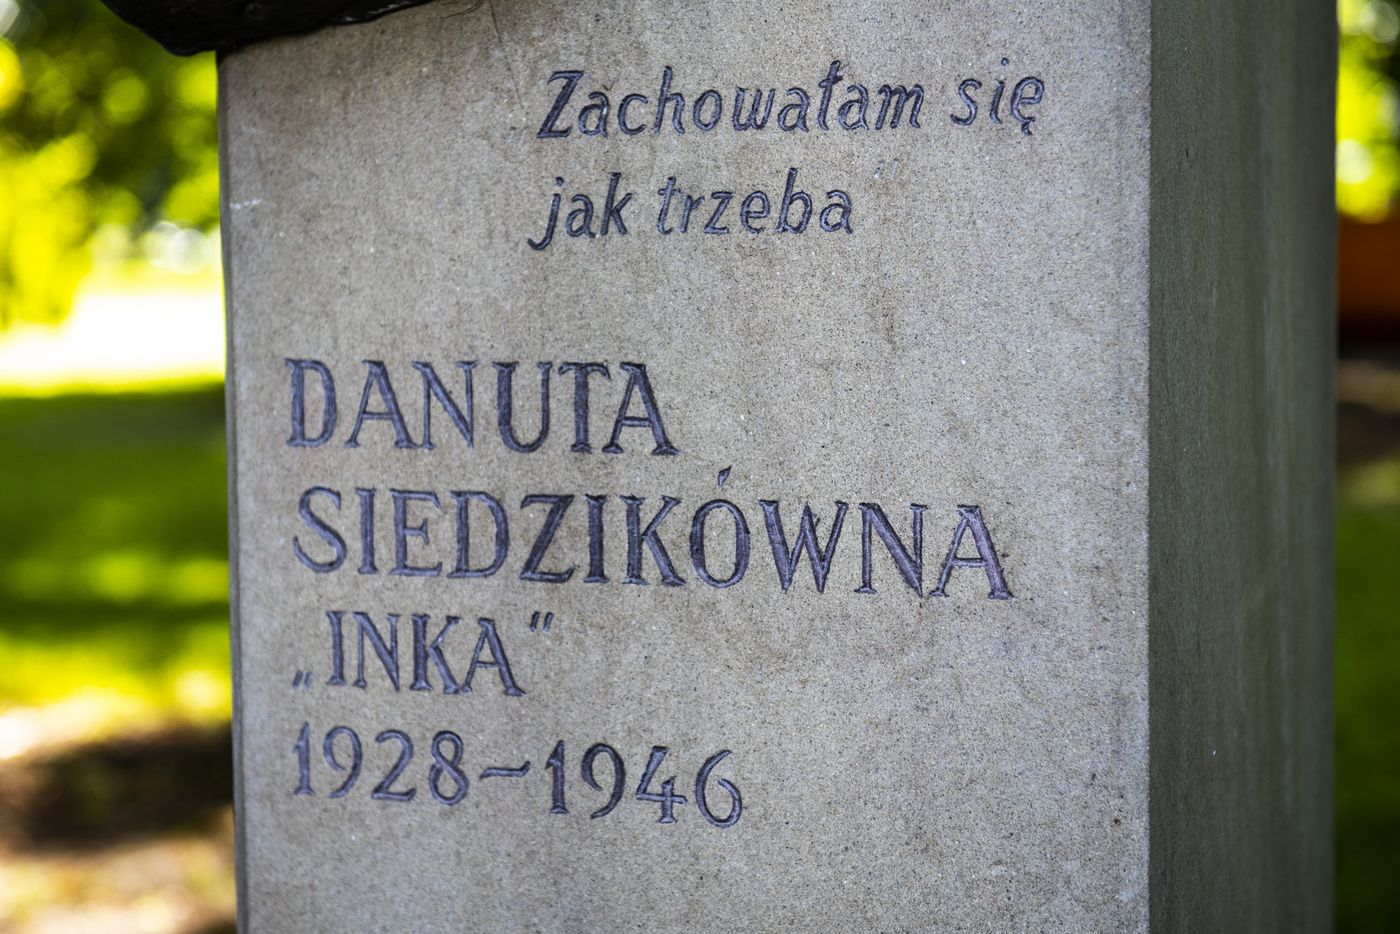 Zachowałam się
jak trzeba
DANUTA
SIEDZIKÓWNA
„INKA”
1928–1946